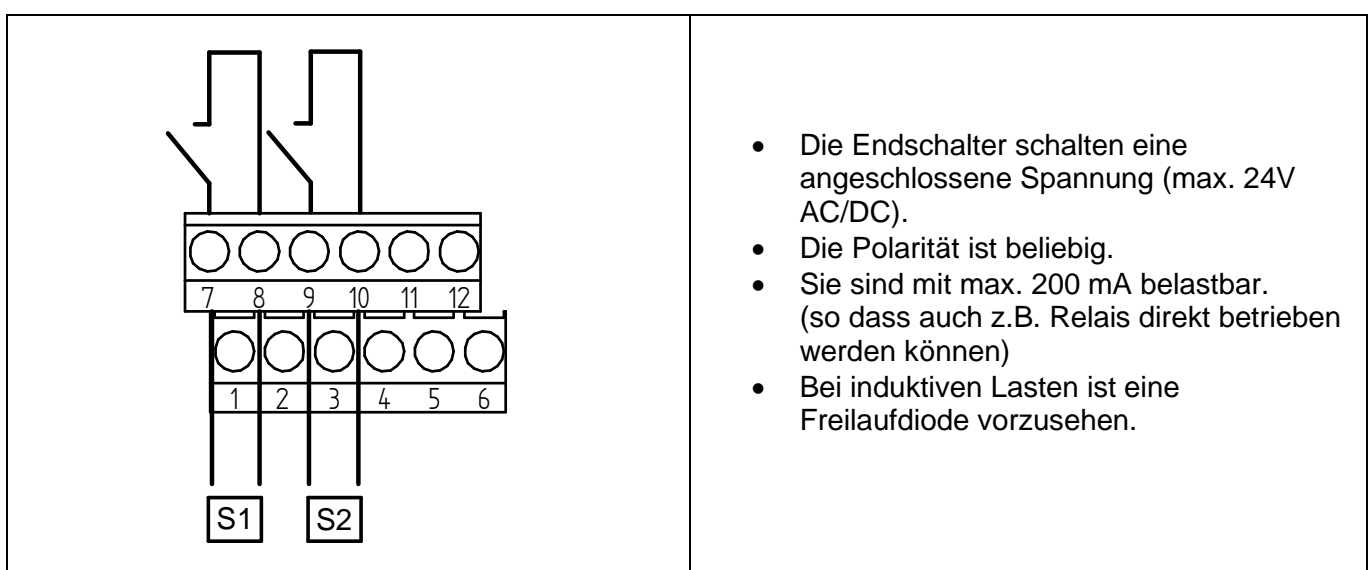 7 8 9 10 11 12
1 2 3 4 5 6
S1 S2
• Die Endschalter schalten eine
angeschlossene Spannung (max. 24V
AC/DC).
• Die Polarität ist beliebig.
• Sie sind mit max. 200 mA belastbar.
(so dass auch z.B. Relais direkt betrieben
werden können)
• Bei induktiven Lasten ist eine
Freilaufdiode vorzusehen.